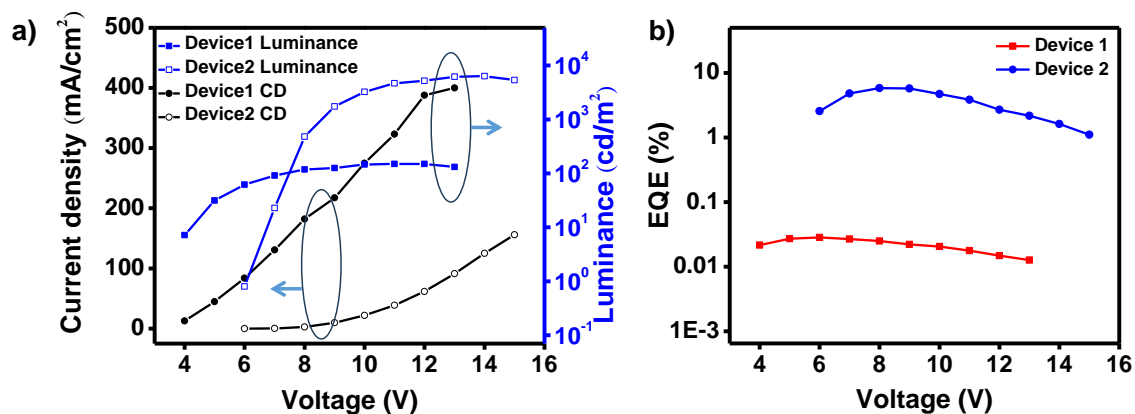 a)
Current density (mA/cm²)
500
400
300
200
100
0
Device1 Luminance
Device2 Luminance
Device1 CD
Device2 CD
10⁴
10³
10²
10¹
10⁰
10⁻¹
Luminance (cd/m²)
4 6 8 10 12 14 16
Voltage (V)
b)
EQE (%)
10
1
0.1
0.01
1E-3
Device 1
Device 2
4 6 8 10 12 14 16
Voltage (V)